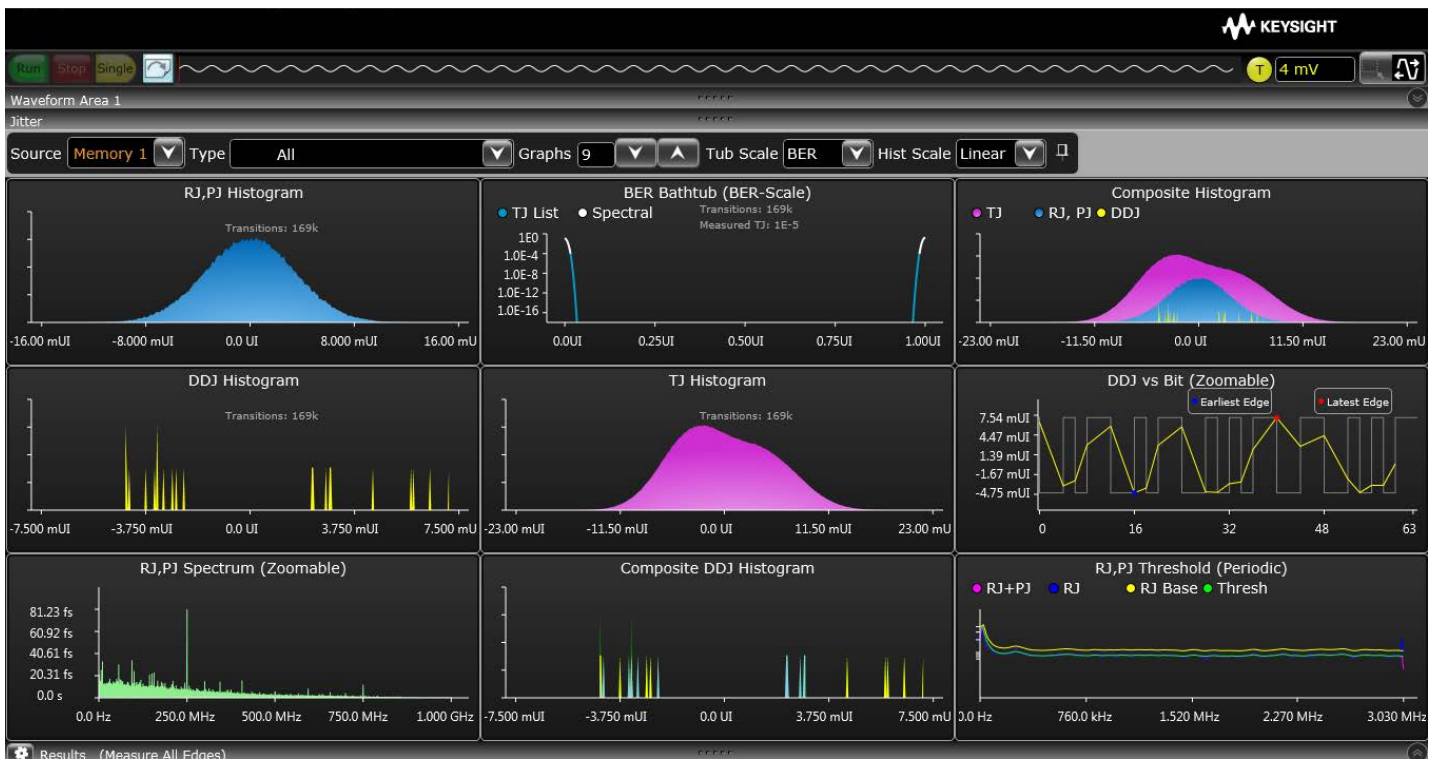 KEYSIGHT
Run Stop Single T 4 mV
Waveform Area 1
Jitter
Source Memory 1 Type All Graphs 9 Tub Scale BER Hist Scale Linear
RJ,PJ Histogram
Transitions: 169k
-16.00 mUI -8.000 mUI 0.0 UI 8.000 mUI 16.00 mU
BER Bathtub (BER-Scale)
TJ List Spectral
Transitions: 169k
Measured TJ: 1E-5
1E0
1.0E-4
1.0E-8
1.0E-12
1.0E-16
0.0UI 0.25UI 0.50UI 0.75UI 1.00UI
Composite Histogram
TJ RJ, PJ DDJ
-23.00 mUI -11.50 mUI 0.0 UI 11.50 mUI 23.00 mU
DDJ Histogram
Transitions: 169k
-7.500 mUI -3.750 mUI 0.0 UI 3.750 mUI 7.500 mU
TJ Histogram
Transitions: 169k
-23.00 mUI -11.50 mUI 0.0 UI 11.50 mUI 23.00 mU
DDJ vs Bit (Zoomable)
Earliest Edge Latest Edge
7.54 mUI
4.47 mUI
1.39 mUI
-1.67 mUI
-4.75 mUI
0 16 32 48 63
RJ,PJ Spectrum (Zoomable)
81.23 fs
60.92 fs
40.61 fs
20.31 fs
0.0 s
0.0 Hz 250.0 MHz 500.0 MHz 750.0 MHz 1.000 GHz
Composite DDJ Histogram
-7.500 mUI -3.750 mUI 0.0 UI 3.750 mUI 7.500 mU
RJ,PJ Threshold (Periodic)
RJ+PJ RJ RJ Base Thresh
0.0 Hz 760.0 kHz 1.520 MHz 2.270 MHz 3.030 MHz
Results (Measure All Edges)